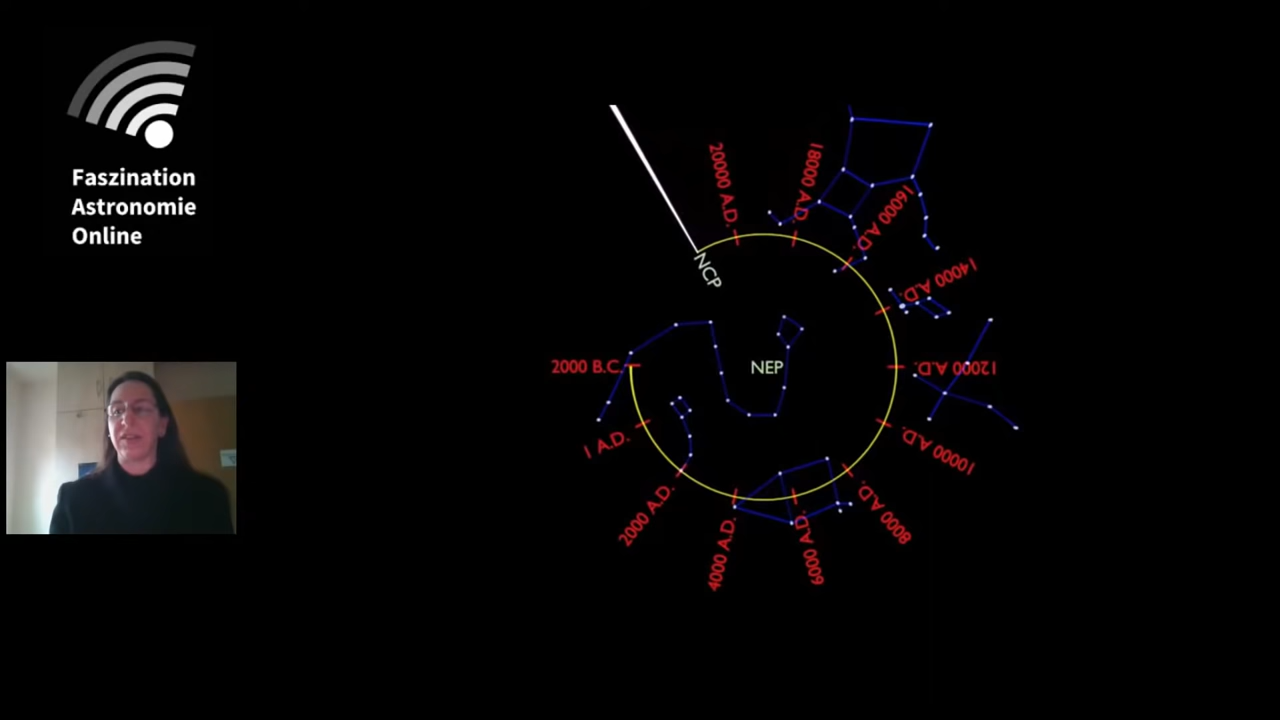 Faszination
Astronomie
Online
20000 A.D.
18000 A.D.
16000 A.D.
14000 A.D.
12000 A.D.
10000 A.D.
8000 A.D.
6000 A.D.
4000 A.D.
2000 A.D.
1 A.D.
2000 B.C.
NCP
NEP